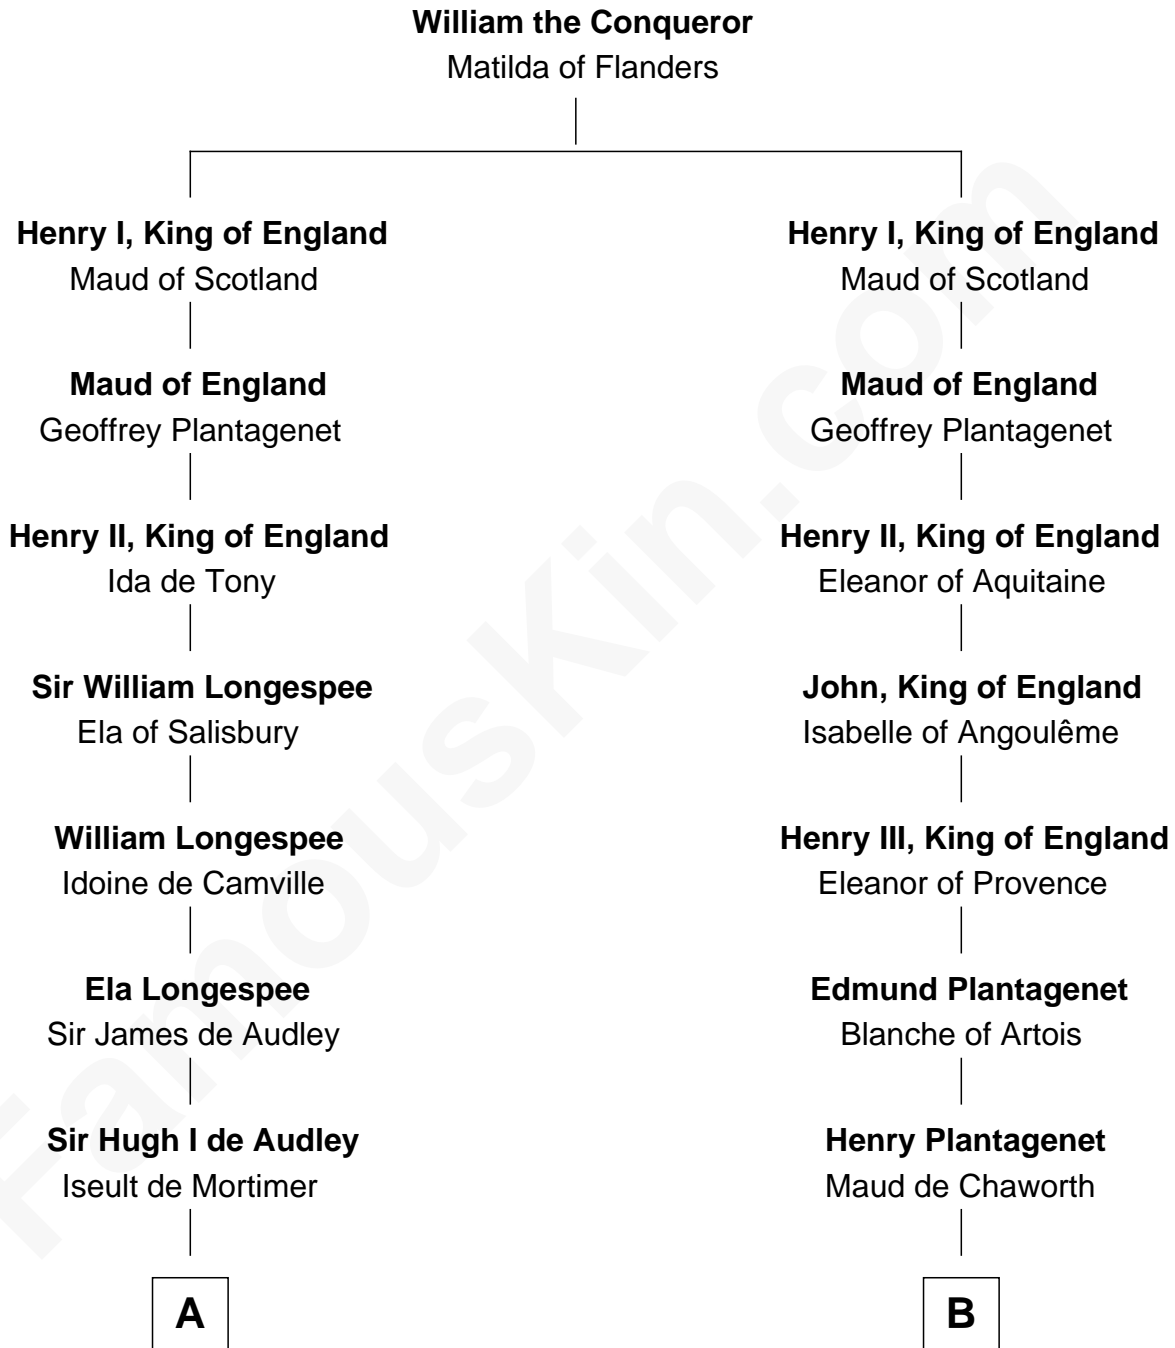 William the Conqueror
Matilda of Flanders
Henry I, King of England
Maud of Scotland
Maud of England
Geoffrey Plantagenet
Henry II, King of England
Ida de Tony
Sir William Longespee
Ela of Salisbury
William Longespee
Idoine de Camville
Ela Longespee
Sir James de Audley
Sir Hugh I de Audley
Iseult de Mortimer
A
Henry I, King of England
Maud of Scotland
Maud of England
Geoffrey Plantagenet
Henry II, King of England
Eleanor of Aquitaine
John, King of England
Isabelle of Angoulême
Henry III, King of England
Eleanor of Provence
Edmund Plantagenet
Blanche of Artois
Henry Plantagenet
Maud de Chaworth
B
FamousKin.com